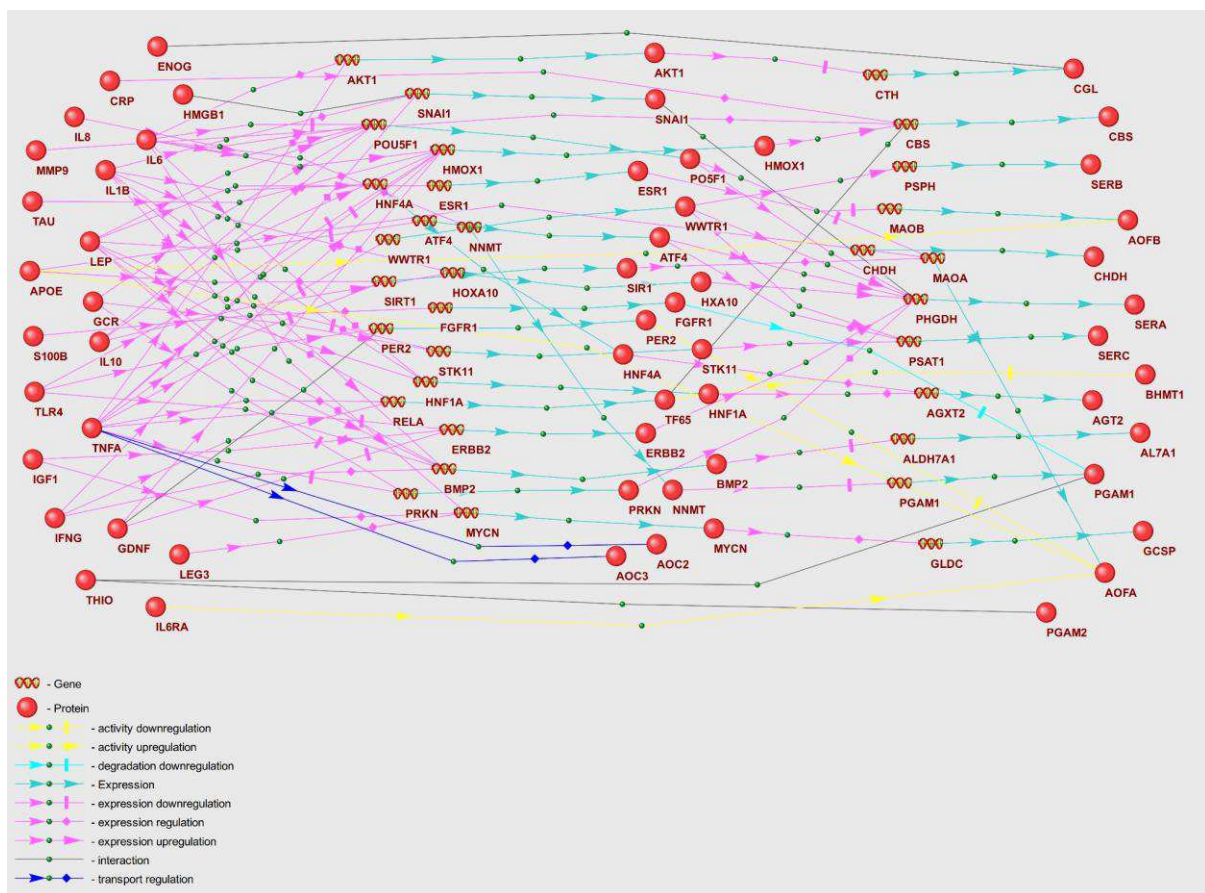 ENOG
AKT1
AKT1
CTH
CGL
CRP
HMGB1
SNAI1
SNAI1
CBS
CBS
IL8
IL6
POU5F1
HMOX1
HMOX1
MMP9
IL1B
HNF4A
ESR1
ESR1
PO5F1
PSPH
SERB
TAU
ATF4
NNMT
WWTR1
MAOB
AOFB
LEP
WWTR1
ATF4
CHDH
MAOA
CHDH
APOE
SIRT1
HOXA10
SIR1
HXA10
PHGDH
SERA
GCR
FGFR1
FGFR1
S100B
IL10
PER2
PER2
PSAT1
SERC
STK11
HNF4A
STK11
BHMT1
TLR4
HNF1A
HNF1A
AGXT2
AGT2
TNFA
RELA
TF65
ERBB2
ERBB2
ALDH7A1
AL7A1
IGF1
BMP2
BMP2
PGAM1
PGAM1
PRKN
PRKN
NNMT
IFNG
GDNF
MYCN
MYCN
GLDC
GCSP
LEG3
AOC3
AOC2
THIO
IL6RA
AOFA
PGAM2
- Gene
- Protein
- activity downregulation
- activity upregulation
- degradation downregulation
- Expression
- expression downregulation
- expression regulation
- expression upregulation
- interaction
- transport regulation